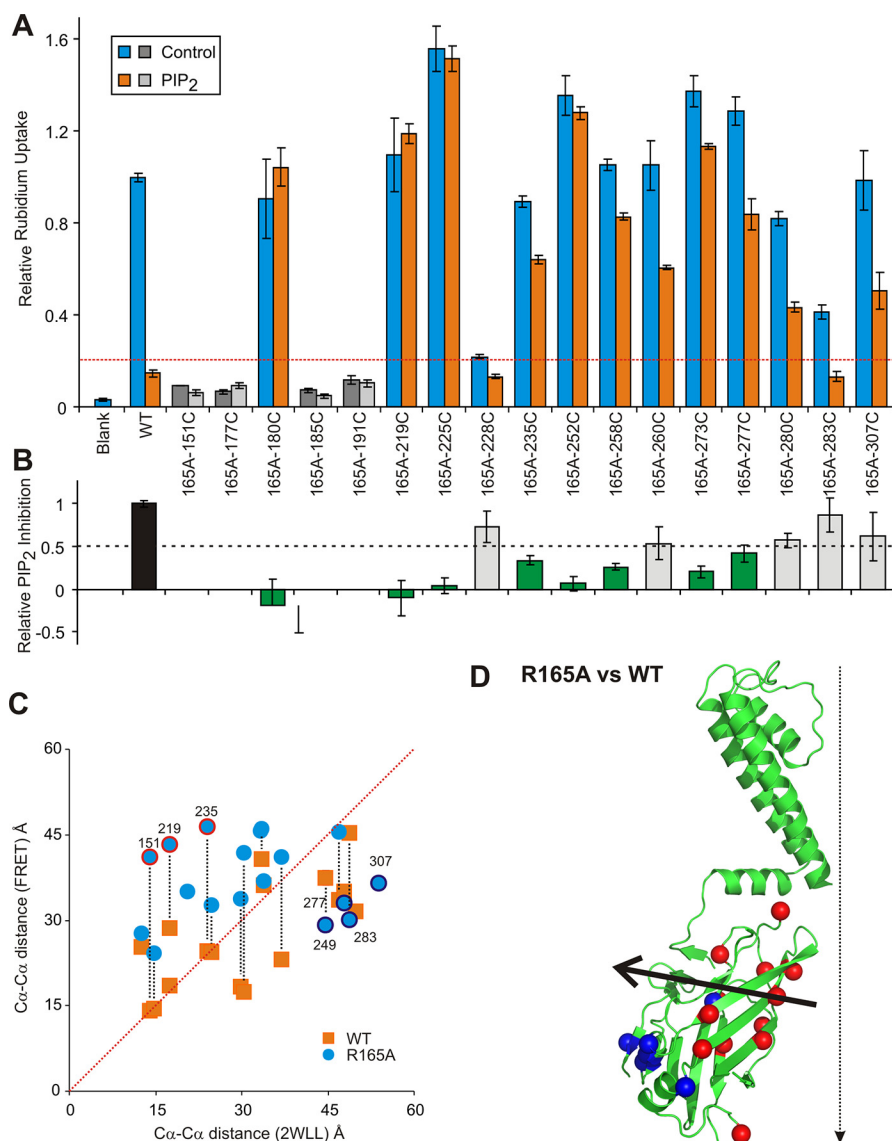 A
Control
PIP2
Relative Rubidium Uptake
1.6
1.2
0.8
0.4
0
Blank
WT
165A-151C
165A-177C
165A-180C
165A-185C
165A-191C
165A-219C
165A-225C
165A-228C
165A-235C
165A-252C
165A-258C
165A-260C
165A-273C
165A-277C
165A-280C
165A-283C
165A-307C
B
Relative PIP2 Inhibition
1
0.5
0
-0.5
C
Cα-Cα distance (FRET) Å
60
45
30
15
0
151
219
235
277
249
283
307
WT
R165A
0 15 30 45 60
Cα-Cα distance (2WLL) Å
D R165A vs WT